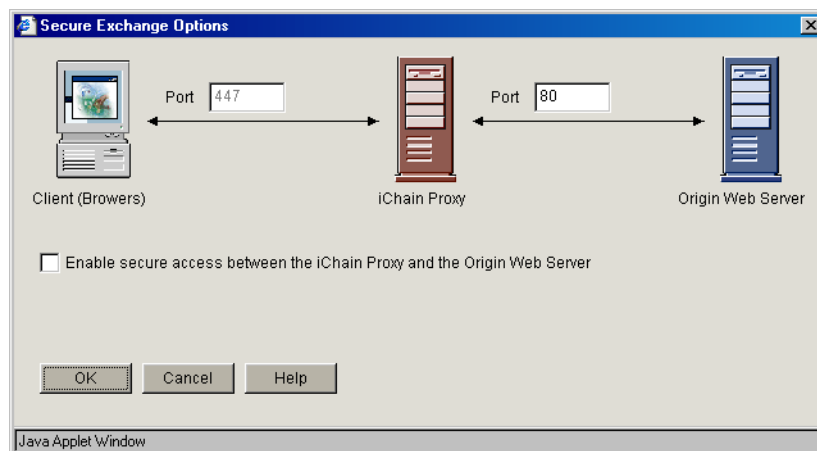 Secure Exchange Options
Port 447 Port 80
Client (Browers) iChain Proxy Origin Web Server
Enable secure access between the iChain Proxy and the Origin Web Server
OK Cancel Help
Java Applet Window